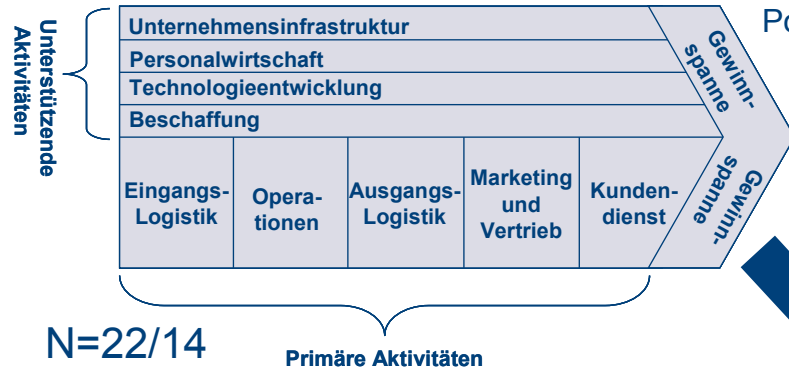 Po
Unterstützende
Aktivitäten
Unternehmensinfrastruktur
Personalwirtschaft
Technologieentwicklung
Beschaffung
Gewinn-
spanne
Eingangs-
Logistik
Opera-
tionen
Ausgangs-
Logistik
Marketing
und
Vertrieb
Kunden-
dienst
Gewinn-
spanne
N=22/14
Primäre Aktivitäten